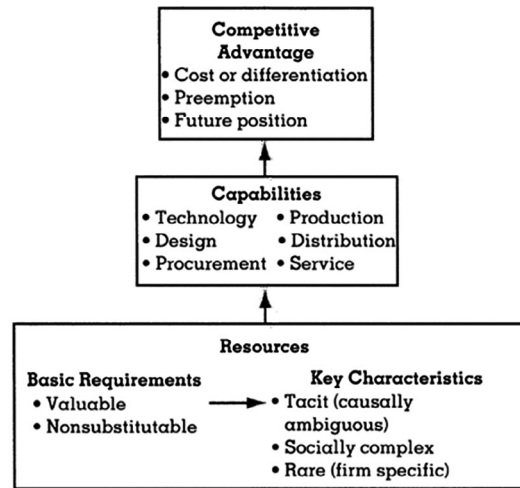 Competitive
Advantage
• Cost or differentiation
• Preemption
• Future position
Capabilities
• Technology • Production
• Design • Distribution
• Procurement • Service
Resources
Basic Requirements
• Valuable
• Nonsubstitutable
Key Characteristics
• Tacit (causally
ambiguous)
• Socially complex
• Rare (firm specific)